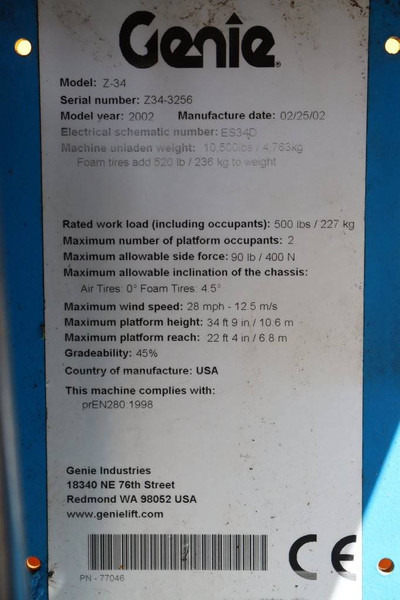 Genie
Model: Z-34
Serial number: Z34-3256
Model year: 2002 Manufacture date: 02/25/02
Electrical schematic number: ES34D
Machine unladen weight: 10,500lbs / 4,763kg
Foam tires add 520 lb / 236 kg to weight
Rated work load (including occupants): 500 lbs / 227 kg
Maximum number of platform occupants: 2
Maximum allowable side force: 90 lb / 400 N
Maximum allowable inclination of the chassis:
Air Tires: 0° Foam Tires: 4.5°
Maximum wind speed: 28 mph - 12.5 m/s
Maximum platform height: 34 ft 9 in / 10.6 m
Maximum platform reach: 22 ft 4 in / 6.8 m
Gradeability: 45%
Country of manufacture: USA
This machine complies with:
prEN280:1998
Genie Industries
18340 NE 76th Street
Redmond WA 98052 USA
www.genielift.com
PN - 77046
CE